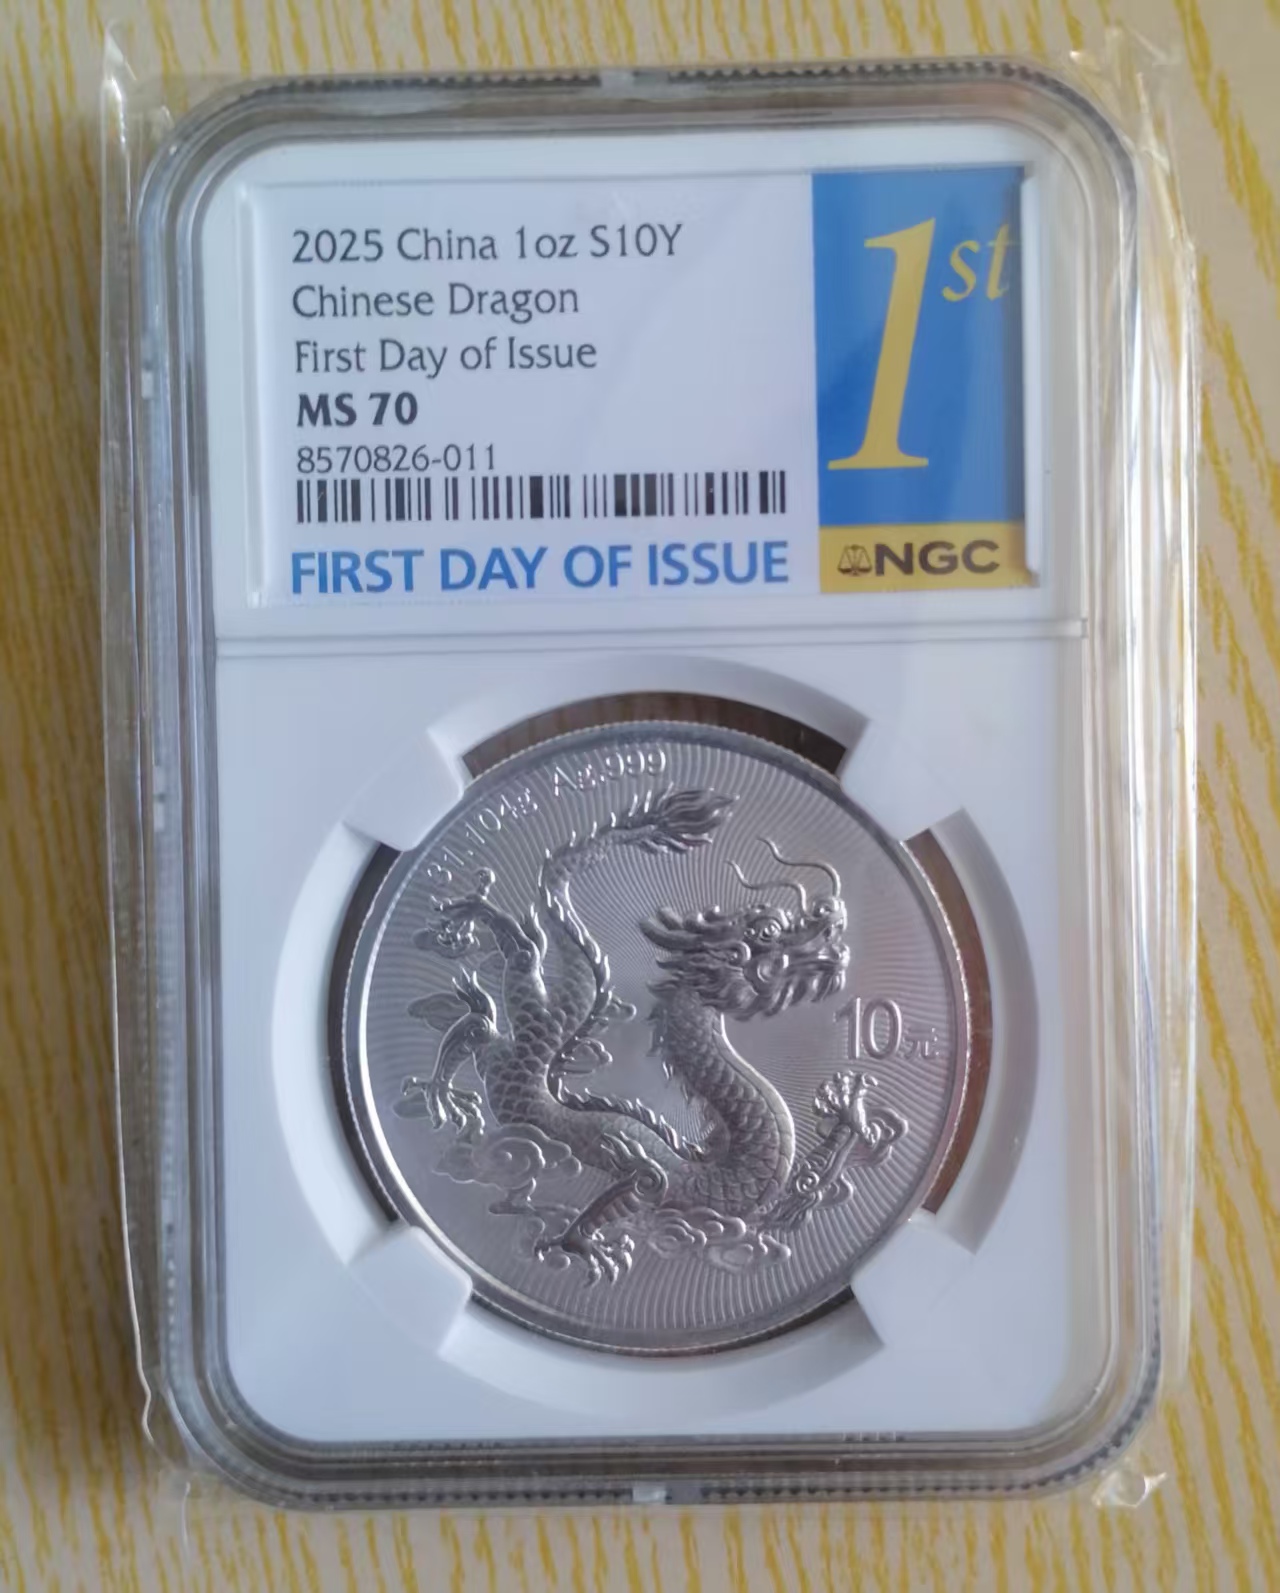 2025 China 1oz S10Y
Chinese Dragon
First Day of Issue
MS 70
8570826-011
FIRST DAY OF ISSUE
1st
NGC
31.104g Ag.999
10元